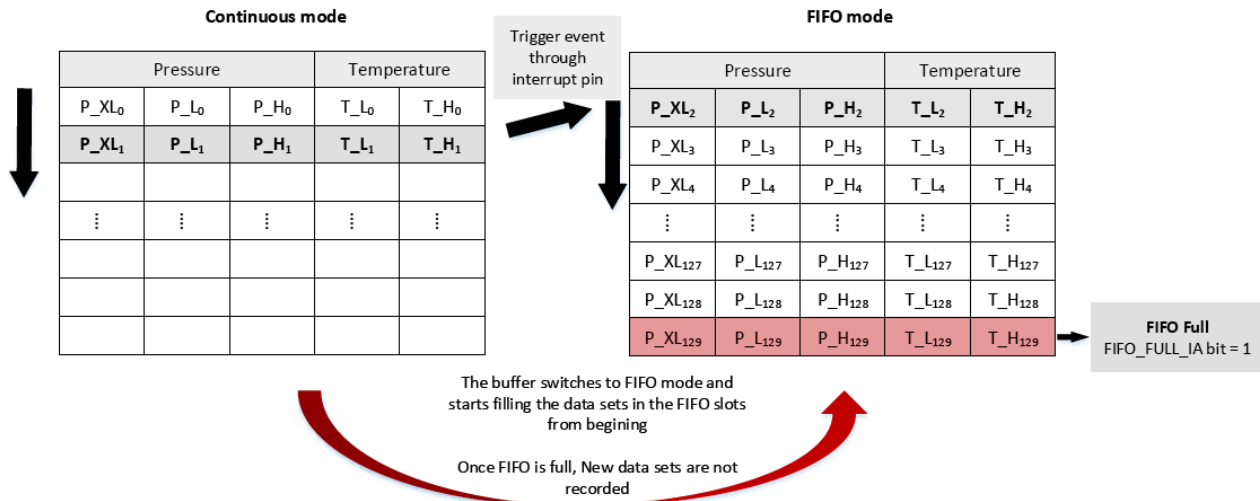 Continuous mode
FIFO mode
Trigger event
through
interrupt pin
Pressure Temperature
P_XL₀ P_L₀ P_H₀ T_L₀ T_H₀
P_XL₁ P_L₁ P_H₁ T_L₁ T_H₁
⋮ ⋮ ⋮ ⋮ ⋮
Pressure Temperature
P_XL₂ P_L₂ P_H₂ T_L₂ T_H₂
P_XL₃ P_L₃ P_H₃ T_L₃ T_H₃
P_XL₄ P_L₄ P_H₄ T_L₄ T_H₄
⋮ ⋮ ⋮ ⋮ ⋮
P_XL₁₂₇ P_L₁₂₇ P_H₁₂₇ T_L₁₂₇ T_H₁₂₇
P_XL₁₂₈ P_L₁₂₈ P_H₁₂₈ T_L₁₂₈ T_H₁₂₈
P_XL₁₂₉ P_L₁₂₉ P_H₁₂₉ T_L₁₂₉ T_H₁₂₉
FIFO Full
FIFO_FULL_IA bit = 1
The buffer switches to FIFO mode and
starts filling the data sets in the FIFO slots
from begining
Once FIFO is full, New data sets are not
recorded